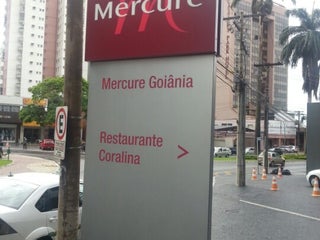 Mercure
Mercure Goiânia
Restaurante
Coralina >
E